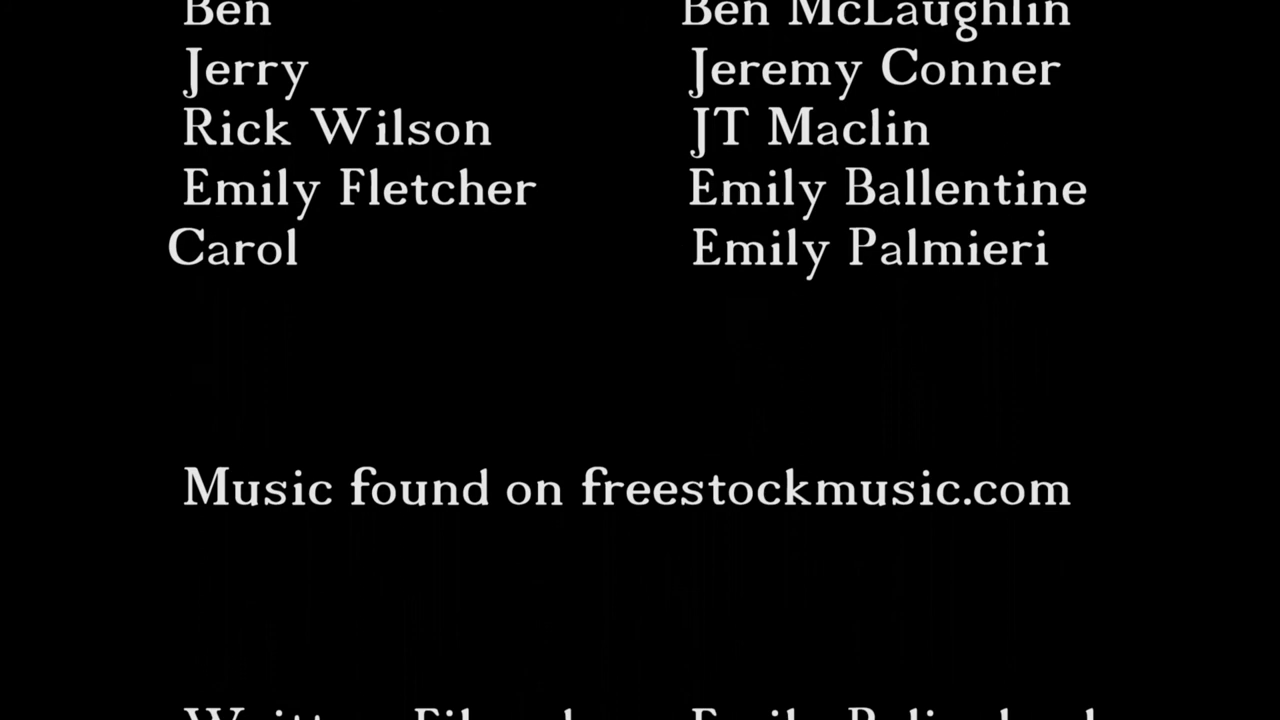 Ben Ben McLaughlin
Jerry Jeremy Conner
Rick Wilson JT Maclin
Emily Fletcher Emily Ballentine
Carol Emily Palmieri
Music found on freestockmusic.com
Emily